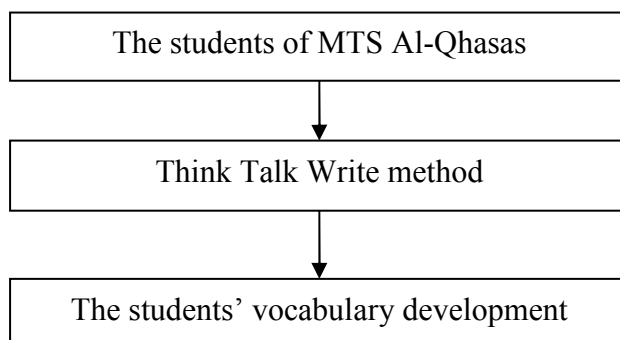 The students of MTS Al-Qhasas
Think Talk Write method
The students’ vocabulary development